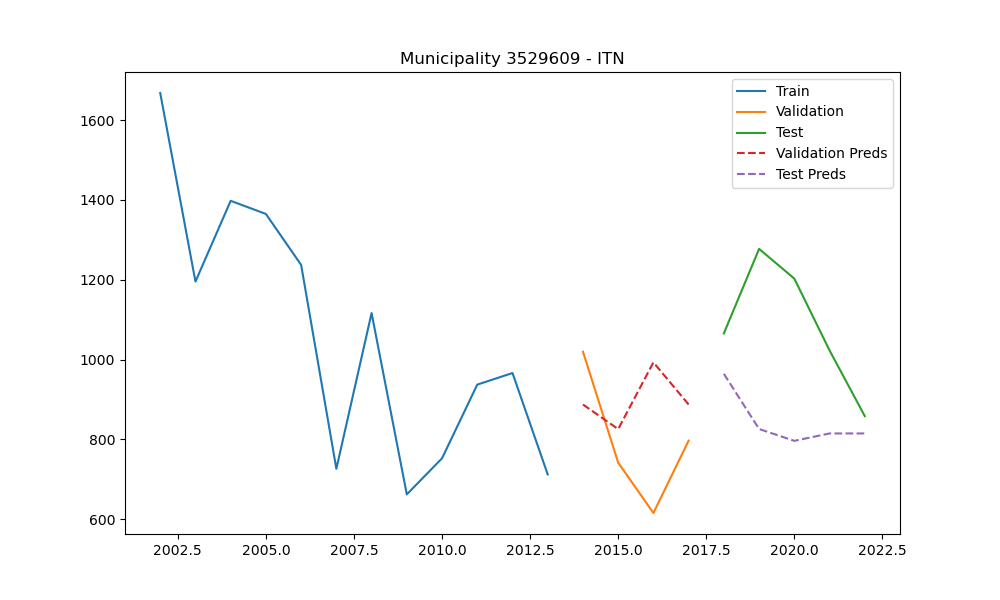 Municipality 3529609 - ITN
Train
Validation
Test
Validation Preds
Test Preds
1600
1400
1200
1000
800
600
2002.5 2005.0 2007.5 2010.0 2012.5 2015.0 2017.5 2020.0 2022.5